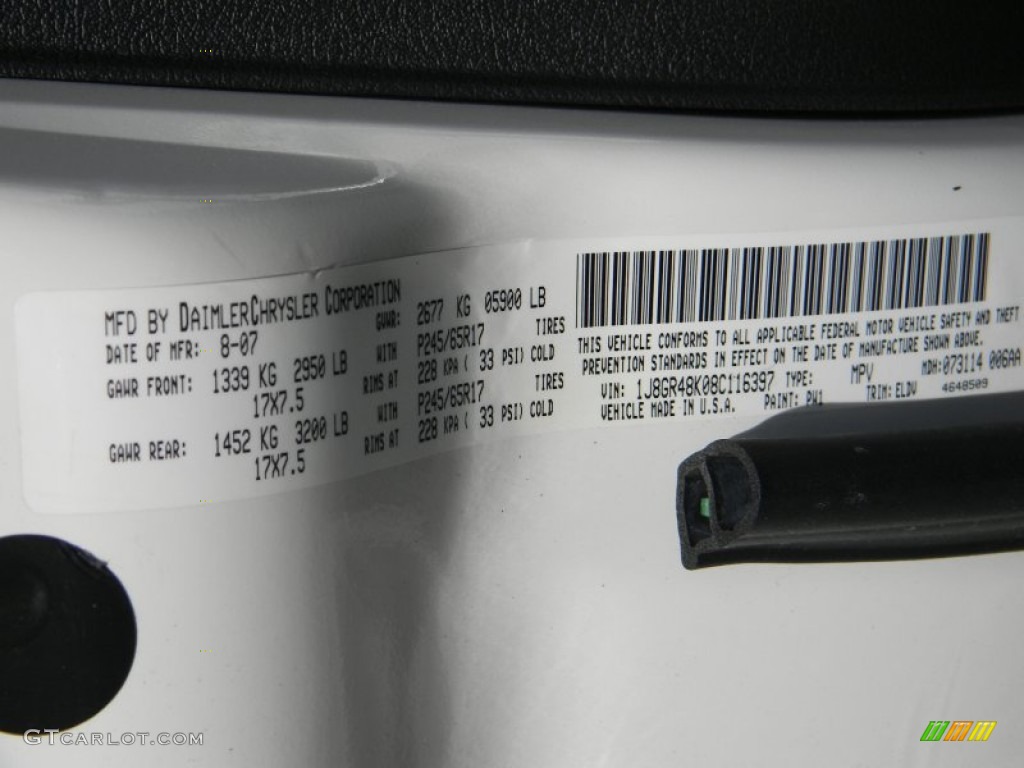 MFD BY DAIMLERCHRYSLER CORPORATION
DATE OF MFR: 8-07 GVWR: 2677 KG 05900 LB
GAWR FRONT: 1339 KG 2950 LB WITH P245/65R17 TIRES
17X7.5 RIMS AT 228 KPA ( 33 PSI) COLD
GAWR REAR: 1452 KG 3200 LB WITH P245/65R17 TIRES
17X7.5 RIMS AT 228 KPA ( 33 PSI) COLD
THIS VEHICLE CONFORMS TO ALL APPLICABLE FEDERAL MOTOR VEHICLE SAFETY AND THEFT
PREVENTION STANDARDS IN EFFECT ON THE DATE OF MANUFACTURE SHOWN ABOVE.
VIN: 1J8GR48K08C116397 TYPE: MPV MDH: 073114 006AA
VEHICLE MADE IN U.S.A. PAINT: PW1 TRIM: ELDV 4648509
GTCARLOT.COM